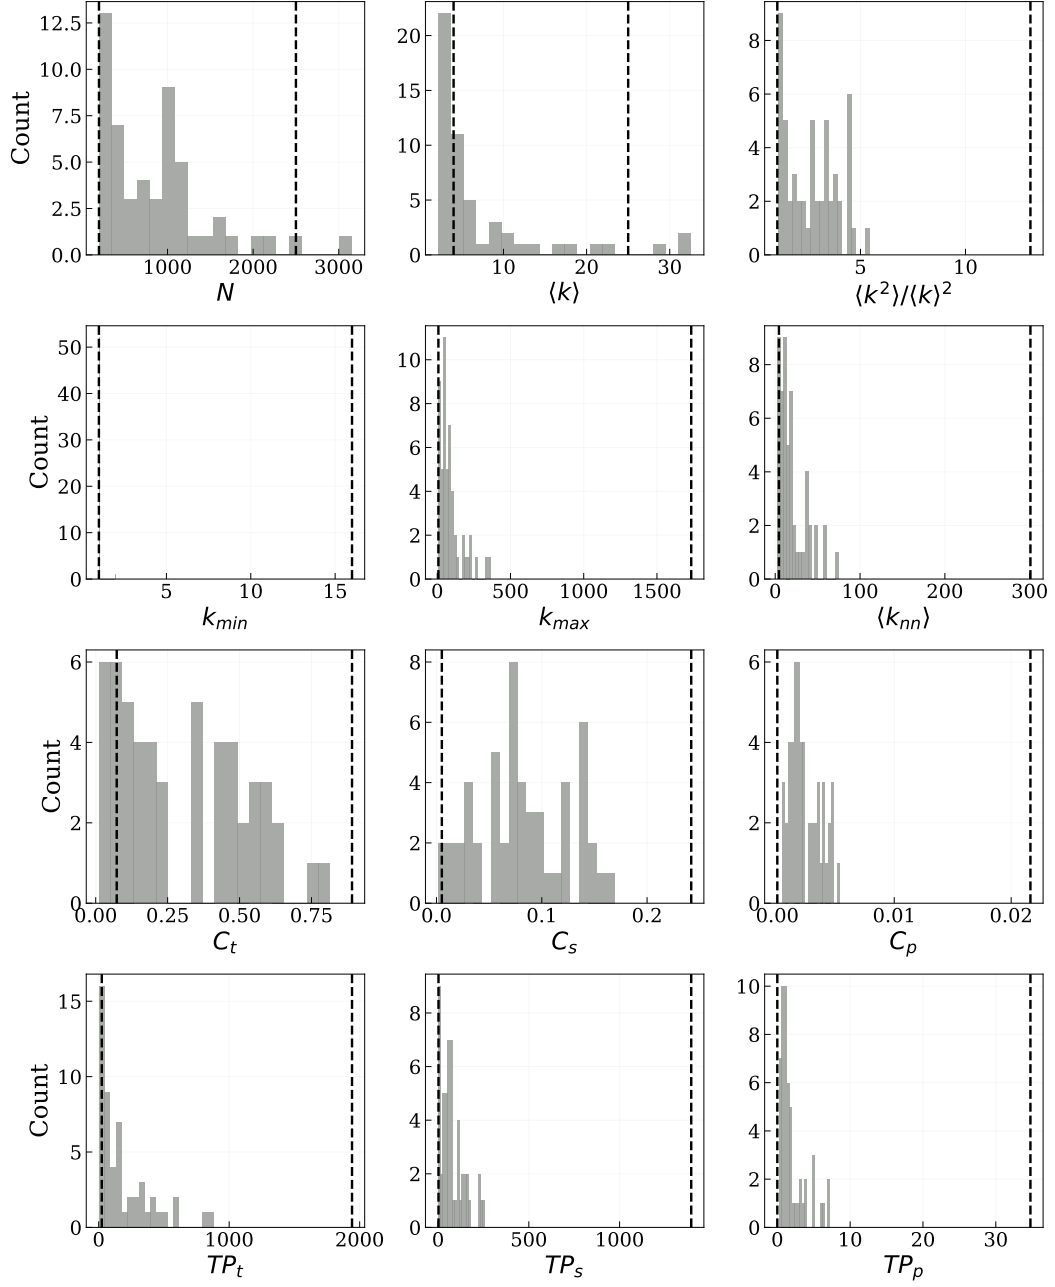 12.5
10.0
7.5
5.0
2.5
0.0
Count
1000 2000 3000
N
20
15
10
5
0
10 20 30
⟨k⟩
8
6
4
2
0
5 10
⟨k²⟩/⟨k⟩²
50
40
30
20
10
0
Count
5 10 15
k_min
10
8
6
4
2
0
0 500 1000 1500
k_max
8
6
4
2
0
0 100 200 300
⟨k_nn⟩
6
4
2
0
Count
0.00 0.25 0.50 0.75
C_t
8
6
4
2
0
0.0 0.1 0.2
C_s
6
4
2
0
0.00 0.01 0.02
C_p
15
10
5
0
Count
0 1000 2000
TP_t
8
6
4
2
0
0 500 1000
TP_s
10
8
6
4
2
0
0 10 20 30
TP_p